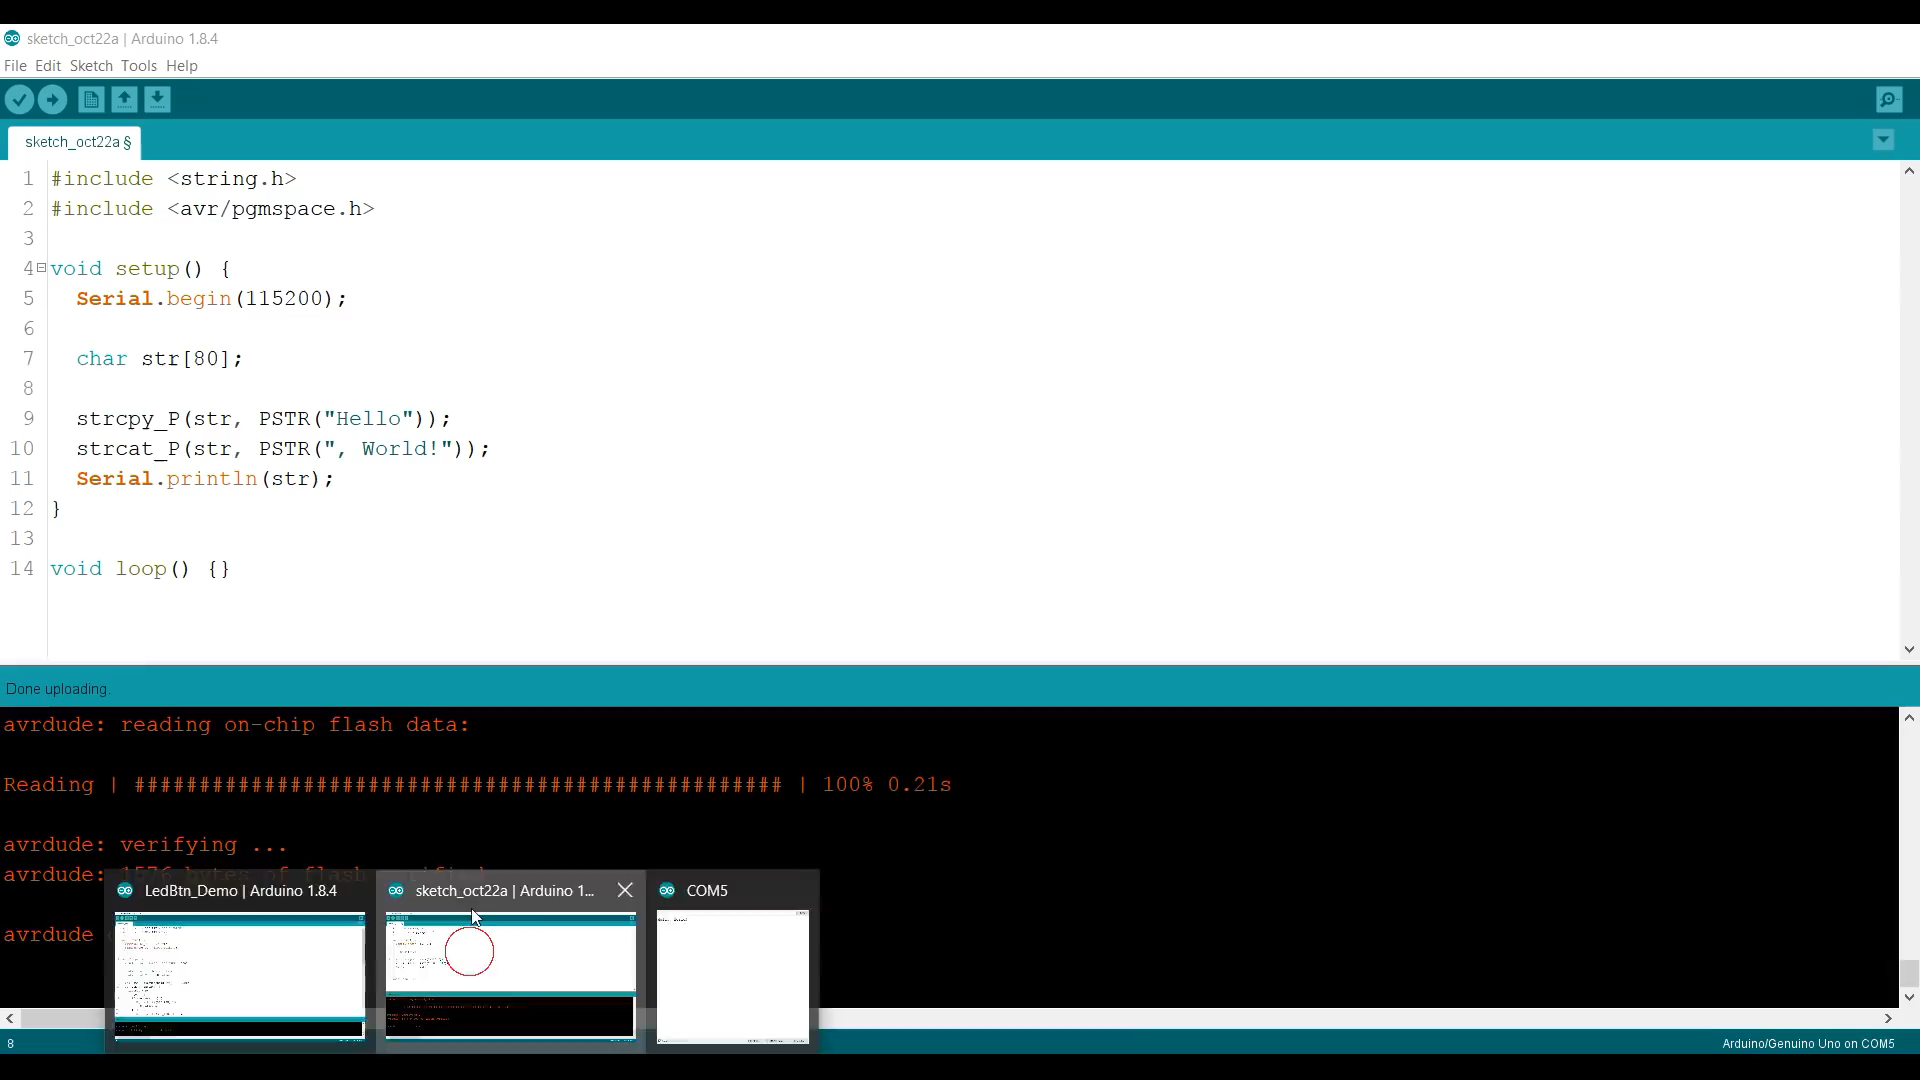 sketch_oct22a | Arduino 1.8.4
File Edit Sketch Tools Help
sketch_oct22a §
1 #include <string.h>
2 #include <avr/pgmspace.h>
3
4 void setup() {
5 Serial.begin(115200);
6
7 char str[80];
8
9 strcpy_P(str, PSTR("Hello"));
10 strcat_P(str, PSTR(", World!"));
11 Serial.println(str);
12 }
13
14 void loop() {}
Done uploading.
avrdude: reading on-chip flash data:
Reading | ################################################## | 100% 0.21s
avrdude: verifying ...
avrdude: 1576 bytes of flash verified
LedBtn_Demo | Arduino 1.8.4
sketch_oct22a | Arduino 1...
COM5
avrdude
8
Arduino/Genuino Uno on COM5